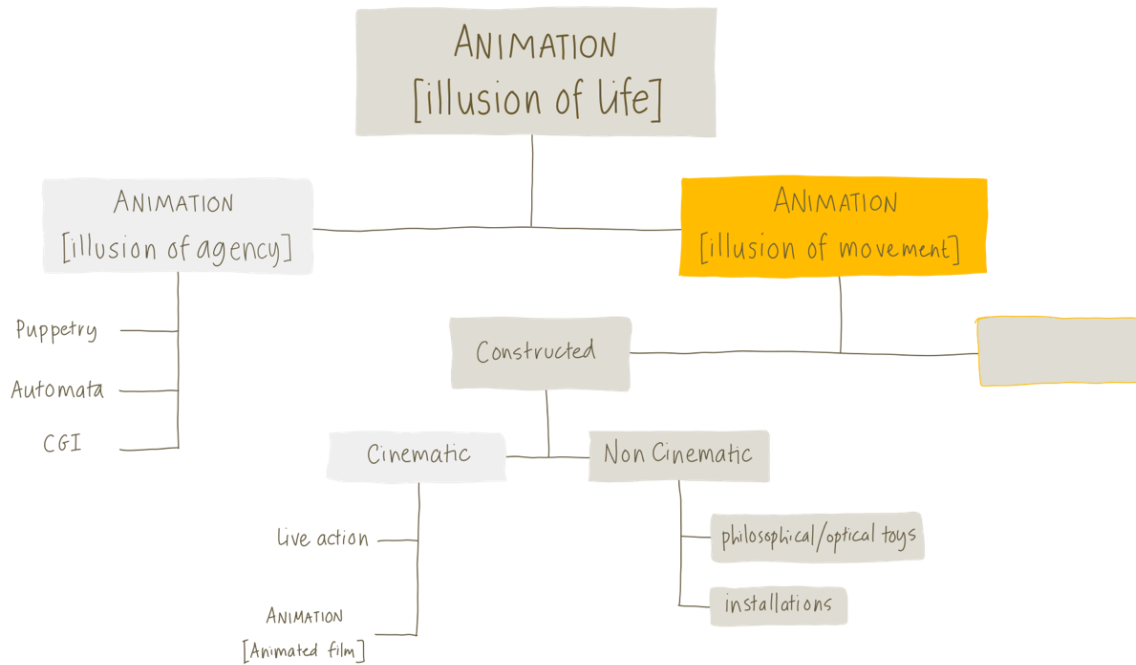 ANIMATION
[illusion of life]
ANIMATION
[illusion of agency]
ANIMATION
[illusion of movement]
Puppetry
Automata
CGI
Constructed
Cinematic
Non Cinematic
Live action
ANIMATION
[Animated film]
philosophical/optical toys
installations